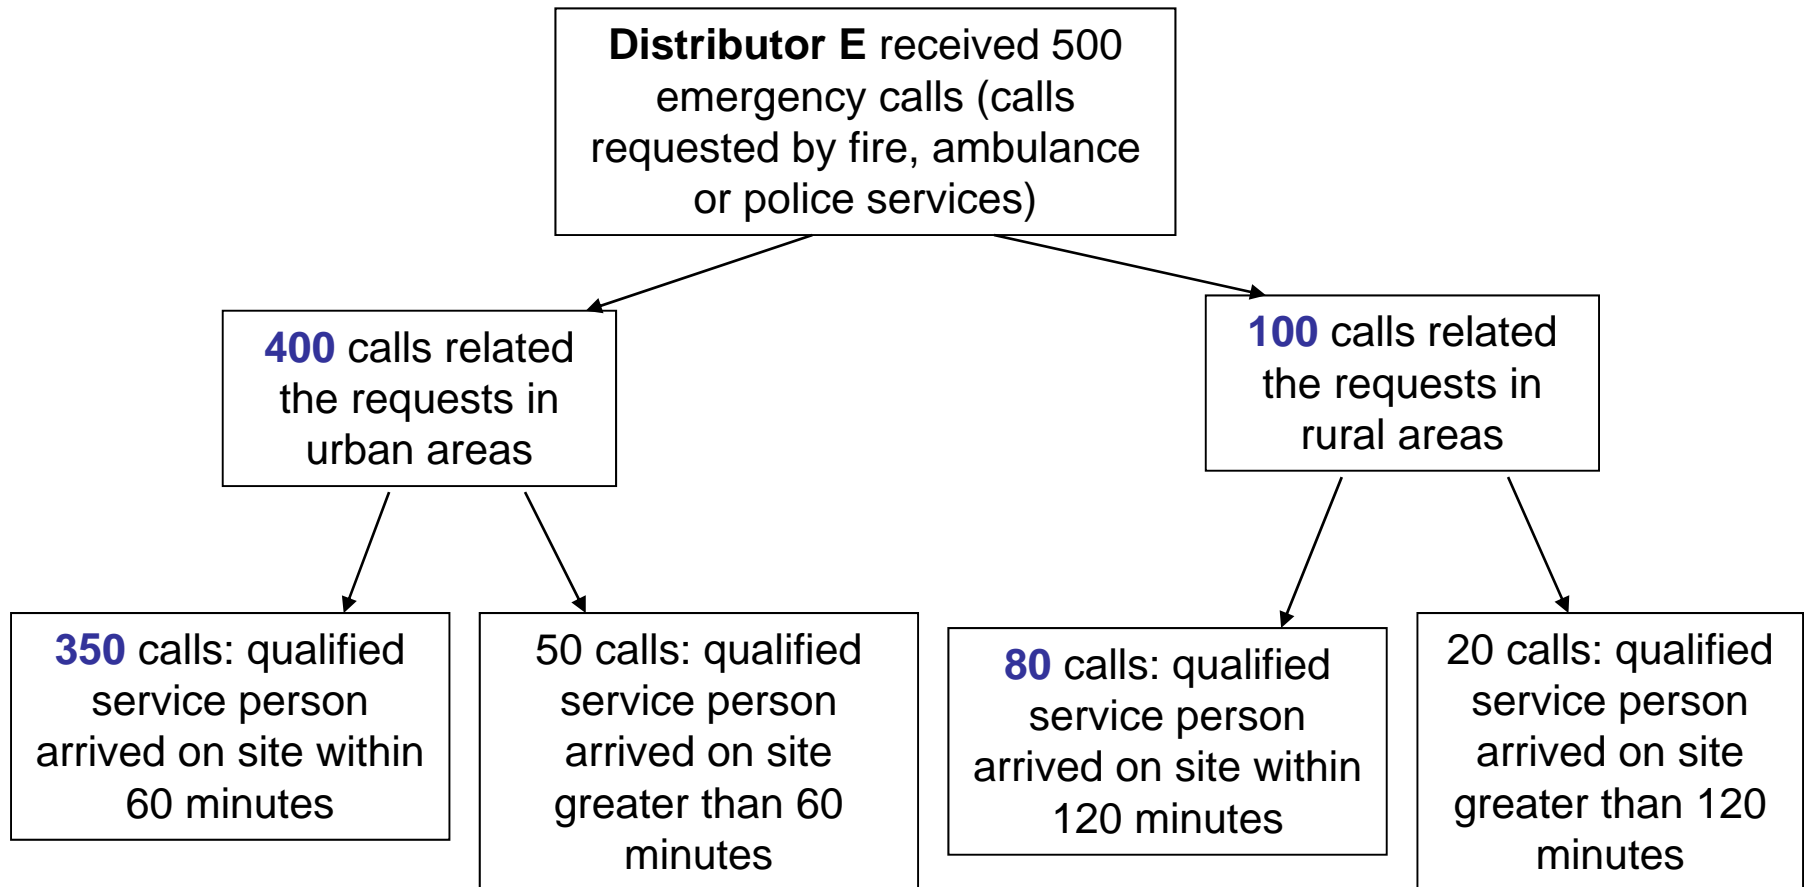 Distributor E received 500
emergency calls (calls
requested by fire, ambulance
or police services)
400 calls related
the requests in
urban areas
100 calls related
the requests in
rural areas
350 calls: qualified
service person
arrived on site within
60 minutes
50 calls: qualified
service person
arrived on site
greater than 60
minutes
80 calls: qualified
service person
arrived on site within
120 minutes
20 calls: qualified
service person
arrived on site
greater than 120
minutes